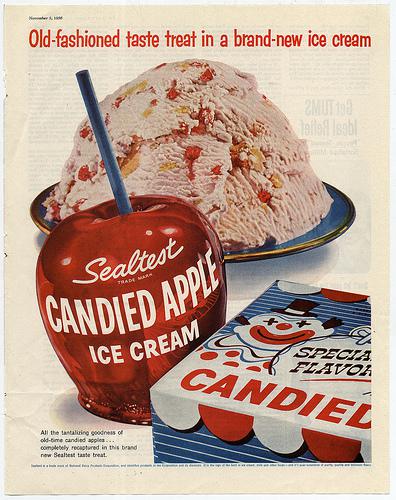 November 5, 1956
Old-fashioned taste treat in a brand-new ice cream
Get TUMS
Ideal Relief
Sealtest
TRADE MARK
CANDIED APPLE
ICE CREAM
SPECIAL
FLAVOR
CANDIED
All the tantalizing goodness of
old-time candied apples . . .
completely recaptured in this brand
new Sealtest taste treat.